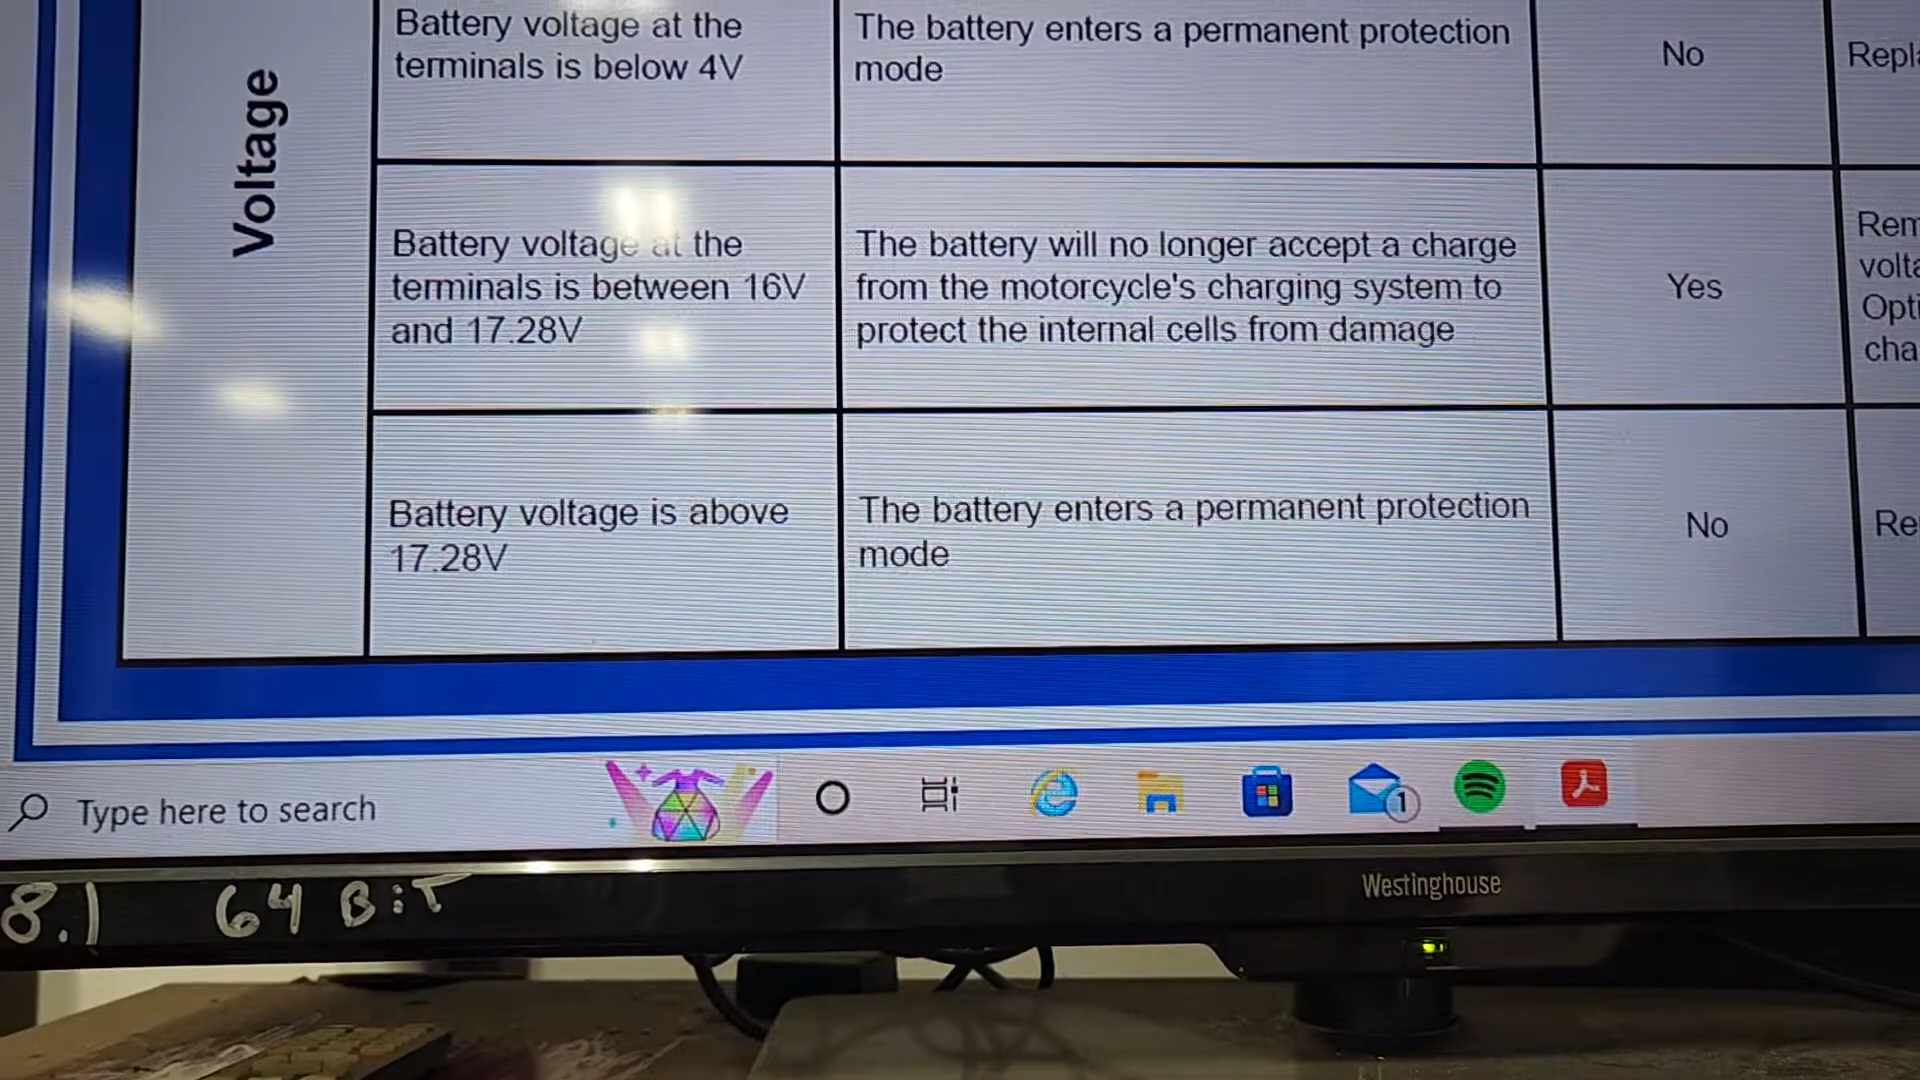 Voltage
Battery voltage at the
terminals is below 4V
The battery enters a permanent protection
mode
No
Battery voltage at the
terminals is between 16V
and 17.28V
The battery will no longer accept a charge
from the motorcycle's charging system to
protect the internal cells from damage
Yes
Battery voltage is above
17.28V
The battery enters a permanent protection
mode
No
Type here to search
1
8.1 64 BiT
Westinghouse